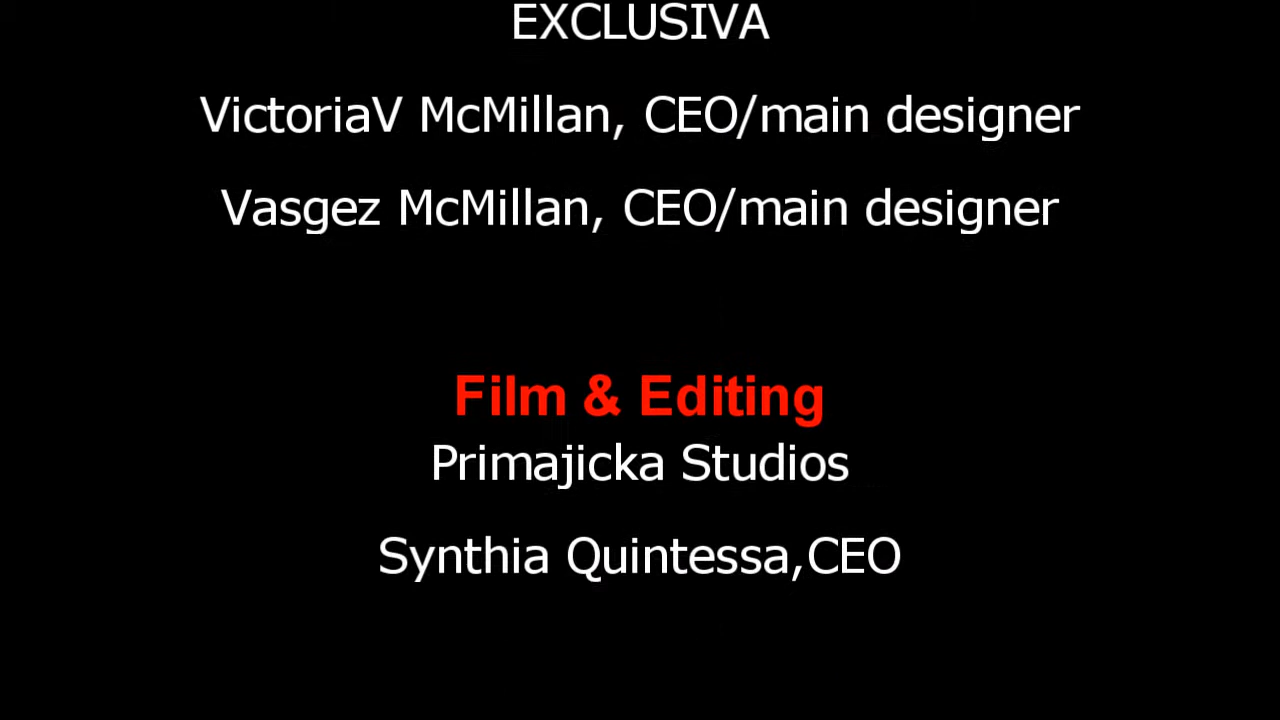 EXCLUSIVA
VictoriaV McMillan, CEO/main designer
Vasgez McMillan, CEO/main designer
Film & Editing
Primajicka Studios
Synthia Quintessa,CEO